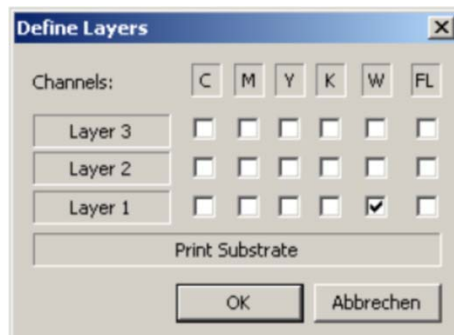 Define Layers
Channels: C M Y K W FL
Layer 3
Layer 2
Layer 1
Print Substrate
OK Abbrechen